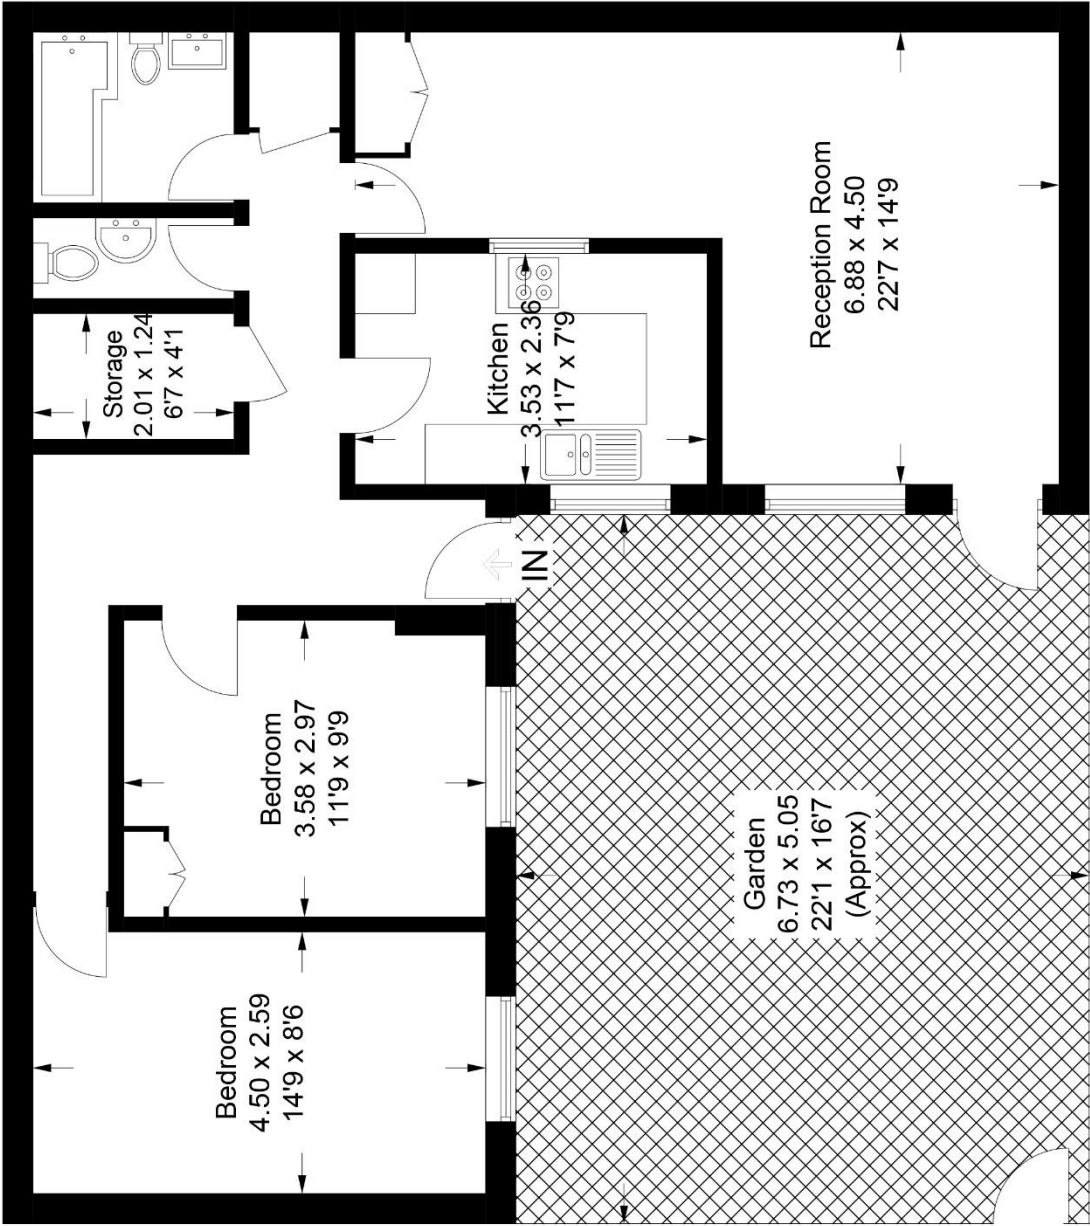 Reception Room
6.88 x 4.50
22'7 x 14'9
Kitchen
3.53 x 2.36
11'7 x 7'9
Storage
2.01 x 1.24
6'7 x 4'1
IN
Bedroom
3.58 x 2.97
11'9 x 9'9
Bedroom
4.50 x 2.59
14'9 x 8'6
Garden
6.73 x 5.05
22'1 x 16'7
(Approx)